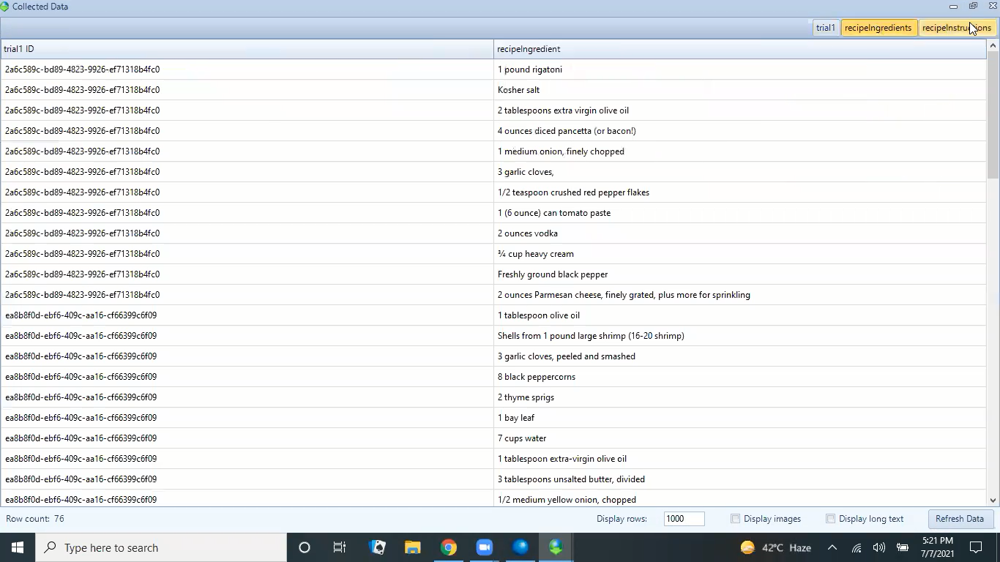 Collected Data
trial1 recipeIngredients recipeInstructions
trial1 ID recipeIngredient
2a6c589c-bd89-4823-9926-ef71318b4fc0 1 pound rigatoni
2a6c589c-bd89-4823-9926-ef71318b4fc0 Kosher salt
2a6c589c-bd89-4823-9926-ef71318b4fc0 2 tablespoons extra virgin olive oil
2a6c589c-bd89-4823-9926-ef71318b4fc0 4 ounces diced pancetta (or bacon!)
2a6c589c-bd89-4823-9926-ef71318b4fc0 1 medium onion, finely chopped
2a6c589c-bd89-4823-9926-ef71318b4fc0 3 garlic cloves,
2a6c589c-bd89-4823-9926-ef71318b4fc0 1/2 teaspoon crushed red pepper flakes
2a6c589c-bd89-4823-9926-ef71318b4fc0 1 (6 ounce) can tomato paste
2a6c589c-bd89-4823-9926-ef71318b4fc0 2 ounces vodka
2a6c589c-bd89-4823-9926-ef71318b4fc0 ¾ cup heavy cream
2a6c589c-bd89-4823-9926-ef71318b4fc0 Freshly ground black pepper
2a6c589c-bd89-4823-9926-ef71318b4fc0 2 ounces Parmesan cheese, finely grated, plus more for sprinkling
ea8b8f0d-ebf6-409c-aa16-cf66399c6f09 1 tablespoon olive oil
ea8b8f0d-ebf6-409c-aa16-cf66399c6f09 Shells from 1 pound large shrimp (16-20 shrimp)
ea8b8f0d-ebf6-409c-aa16-cf66399c6f09 3 garlic cloves, peeled and smashed
ea8b8f0d-ebf6-409c-aa16-cf66399c6f09 8 black peppercorns
ea8b8f0d-ebf6-409c-aa16-cf66399c6f09 2 thyme sprigs
ea8b8f0d-ebf6-409c-aa16-cf66399c6f09 1 bay leaf
ea8b8f0d-ebf6-409c-aa16-cf66399c6f09 7 cups water
ea8b8f0d-ebf6-409c-aa16-cf66399c6f09 1 tablespoon extra-virgin olive oil
ea8b8f0d-ebf6-409c-aa16-cf66399c6f09 3 tablespoons unsalted butter, divided
ea8b8f0d-ebf6-409c-aa16-cf66399c6f09 1/2 medium yellow onion, chopped
Row count: 76 Display rows: 1000 Display images Display long text Refresh Data
Type here to search 42°C Haze 5:21 PM
7/7/2021